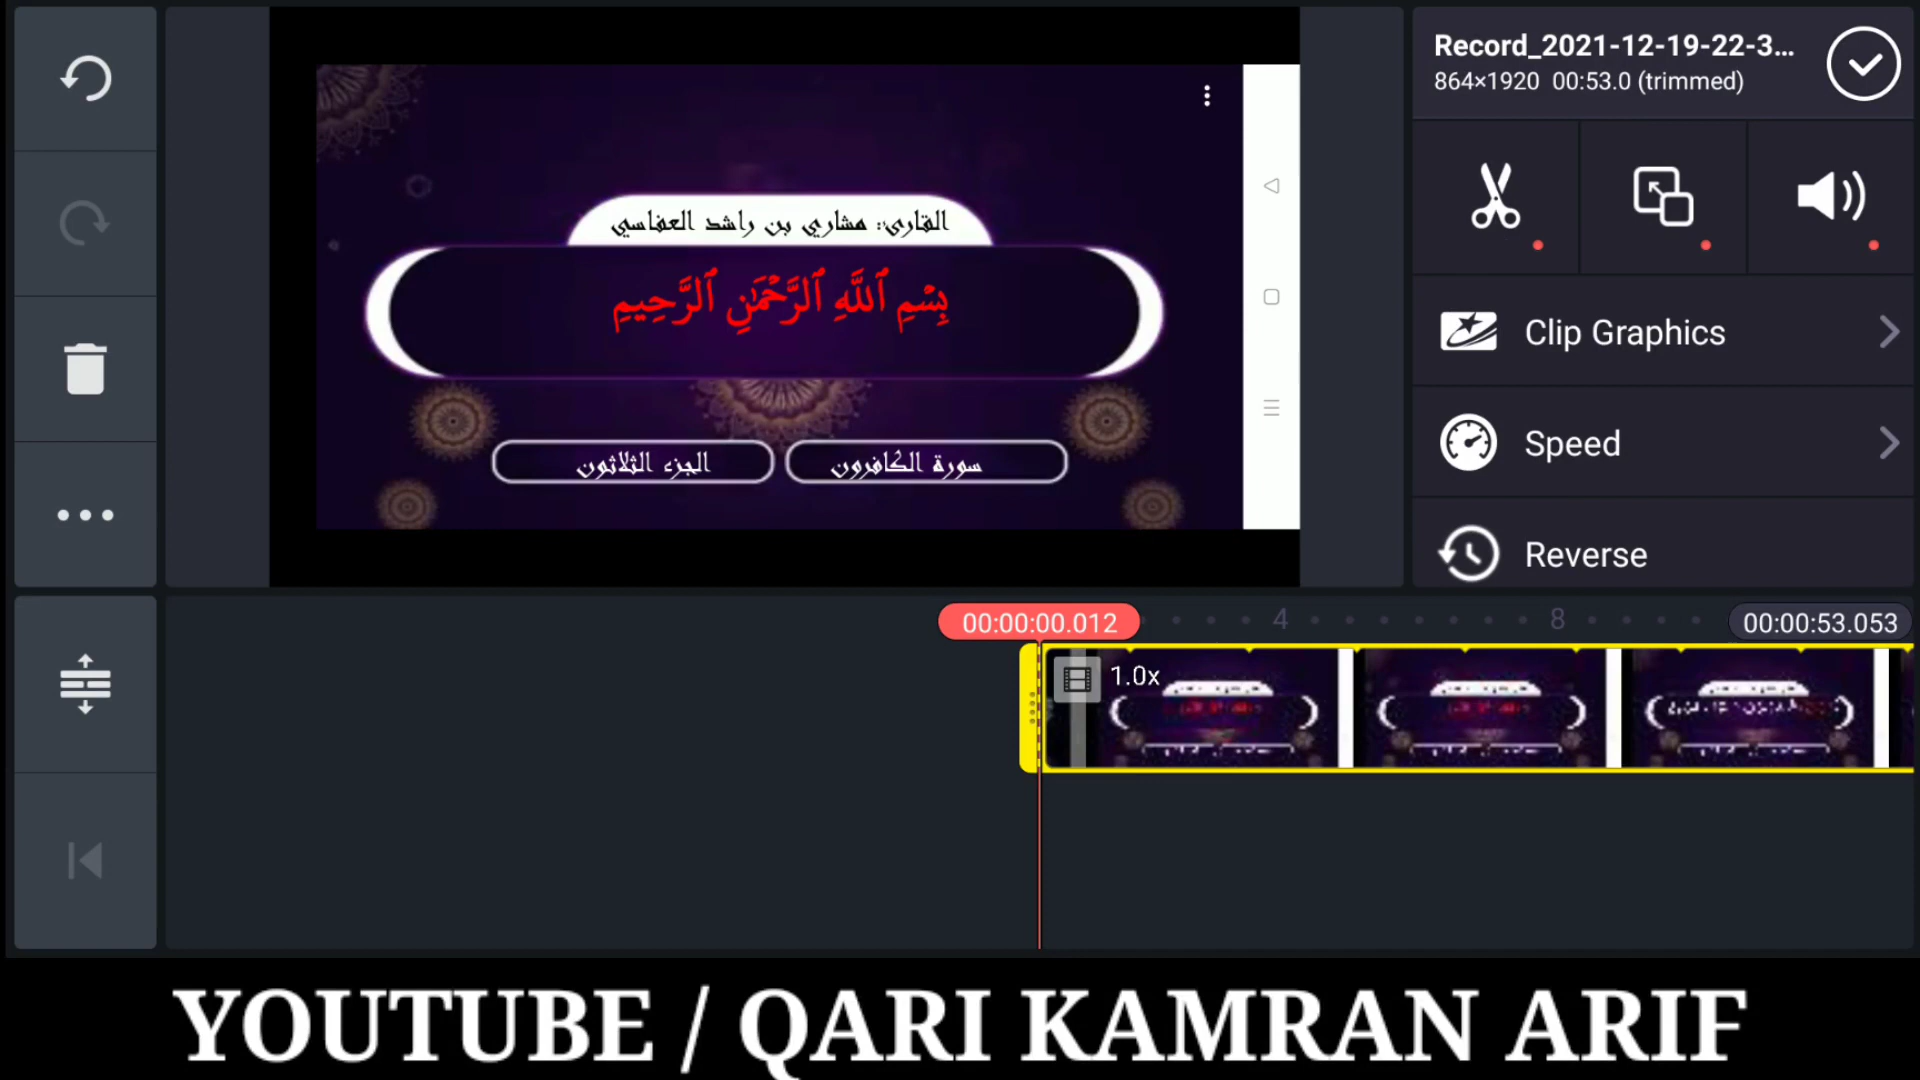 Record_2021-12-19-22-3...
864×1920 00:53.0 (trimmed)
القارئ: مشاري بن راشد العفاسي
بِسۡمِ ٱللَّهِ ٱلرَّحۡمَٰنِ ٱلرَّحِيمِ
سورة الكافرون
الجزء الثلاثون
Clip Graphics
Speed
Reverse
00:00:00.012
4
8
00:00:53.053
1.0x
YOUTUBE / QARI KAMRAN ARIF